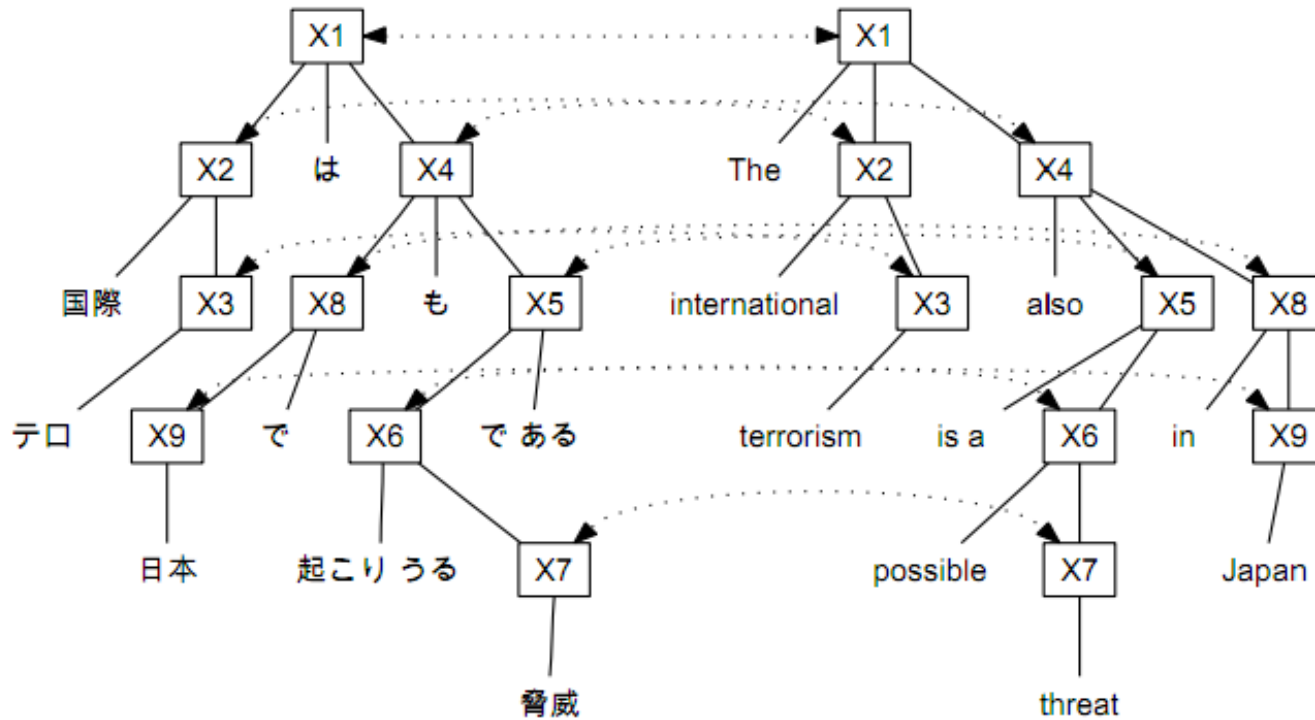 X1 X1
X2 は X4 The X2 X4
国際 X3 X8 も X5 international X3 also X5 X8
テロ X9 で X6 で ある terrorism is a X6 in X9
日本 起こり うる X7 possible X7 Japan
脅威 threat